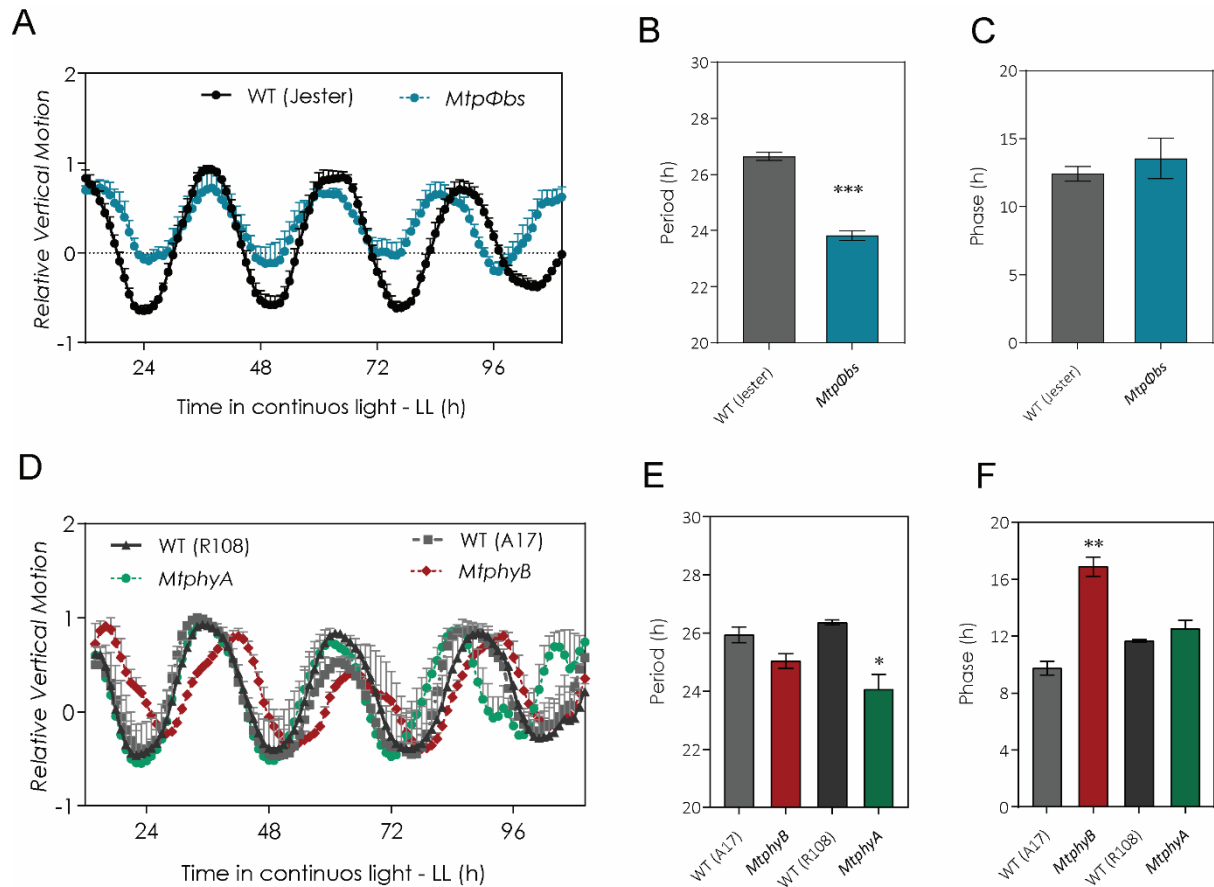 A
2
1
0
-1
Relative Vertical Motion
WT (Jester)
MtpΦbs
24
48
72
96
Time in continuos light - LL (h)
B
30
28
26
24
22
20
Period (h)
***
WT (Jester)
MtpΦbs
C
20
15
10
5
0
Phase (h)
WT (Jester)
MtpΦbs
D
2
1
0
-1
Relative Vertical Motion
WT (R108)
WT (A17)
MtphyA
MtphyB
24
48
72
96
Time in continuos light - LL (h)
E
30
28
26
24
22
20
Period (h)
*
WT (A17)
MtphyB
WT (R108)
MtphyA
F
20
16
12
8
4
0
Phase (h)
**
WT (A17)
MtphyB
WT (R108)
MtphyA